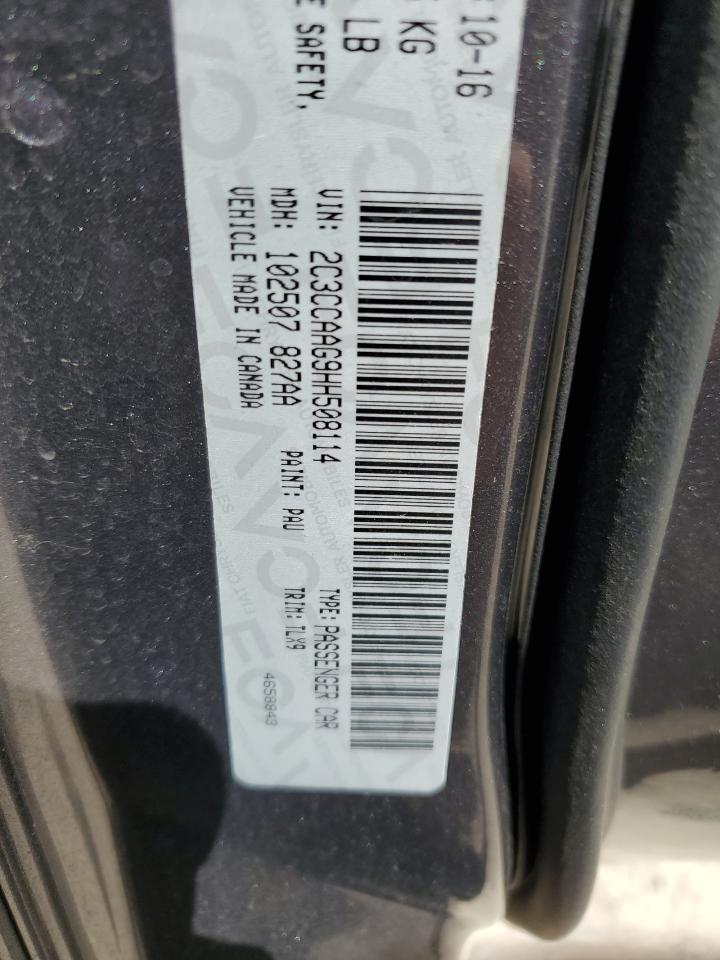 :10-16
KG
LB
E SAFETY,
VIN: 2C3CCAAG9HH508114
TYPE: PASSENGER CAR
MDH: 102507 827AA PAINT: PAU TRIM: TLX9
VEHICLE MADE IN CANADA
4658843